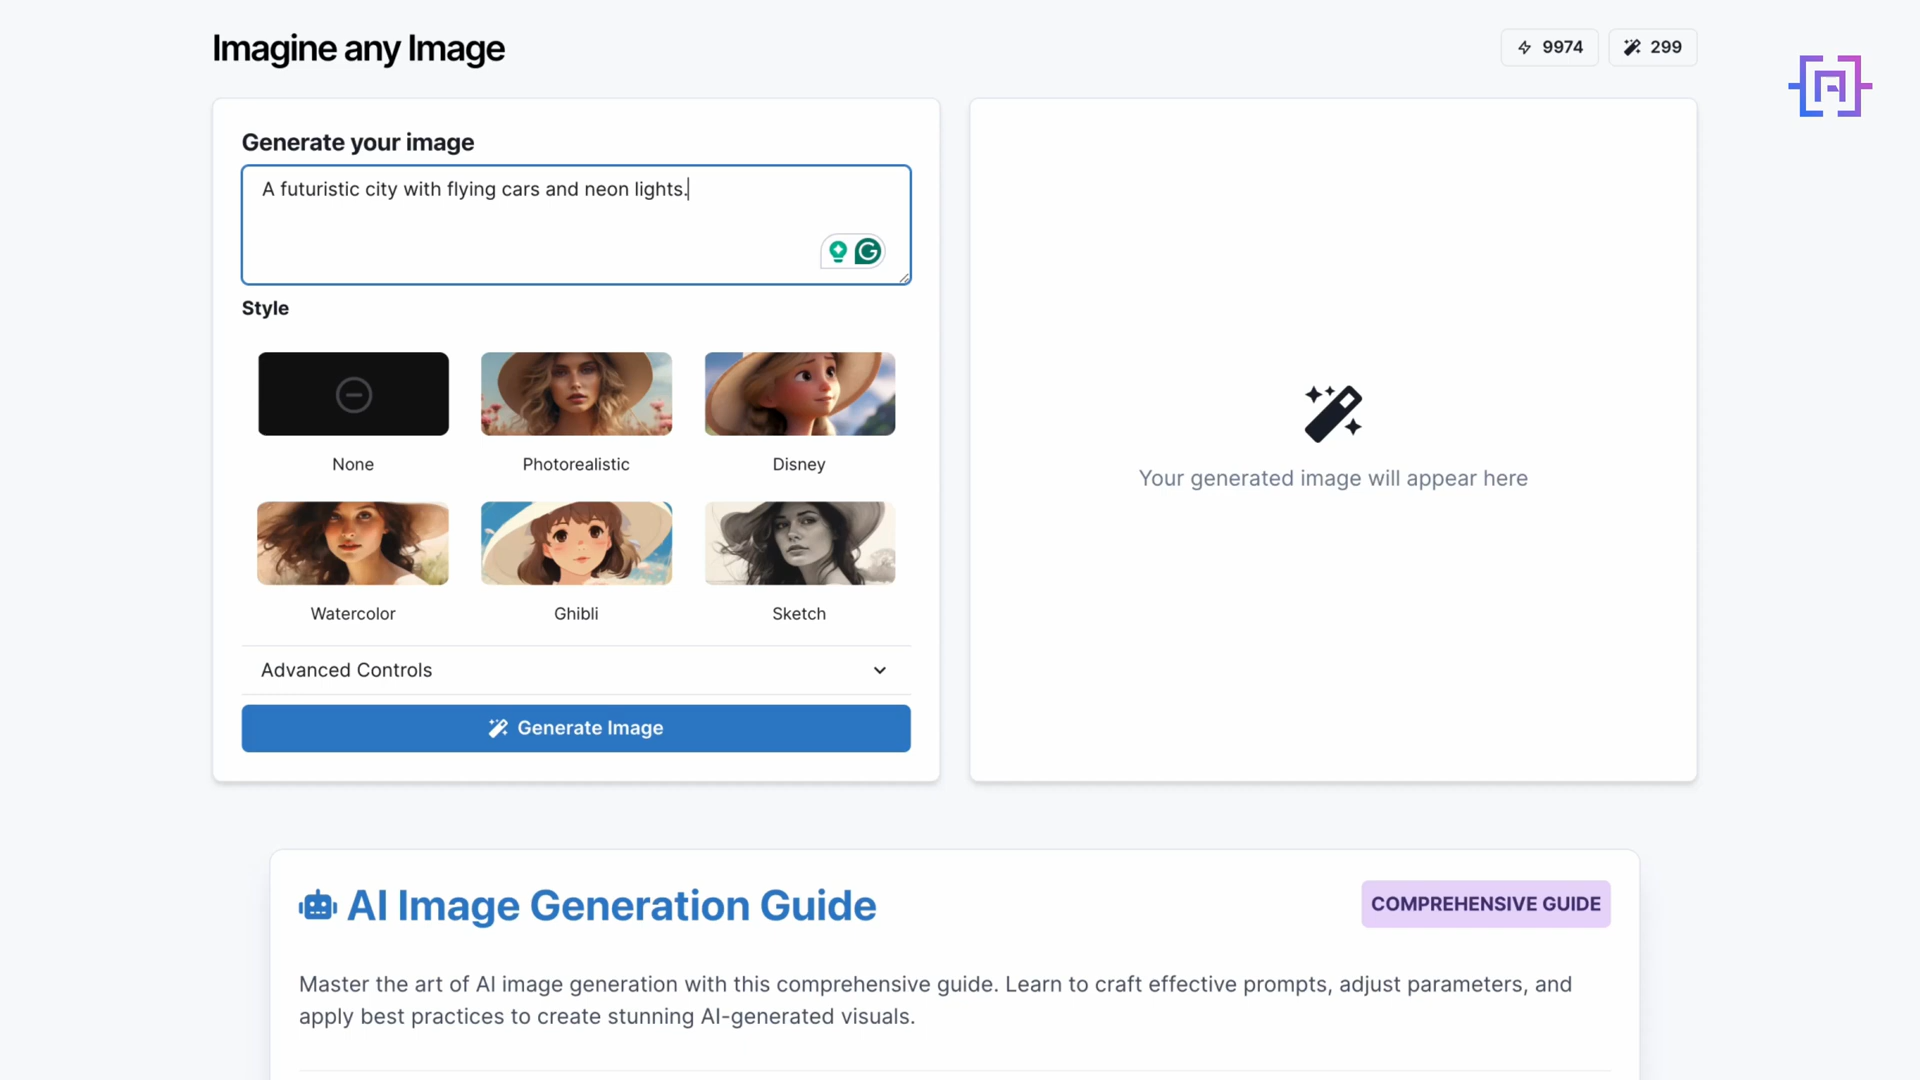 Imagine any Image
9974
299
Generate your image
A futuristic city with flying cars and neon lights.
Style
None
Photorealistic
Disney
Watercolor
Ghibli
Sketch
Advanced Controls
Generate Image
Your generated image will appear here
AI Image Generation Guide
COMPREHENSIVE GUIDE
Master the art of AI image generation with this comprehensive guide. Learn to craft effective prompts, adjust parameters, and
apply best practices to create stunning AI-generated visuals.